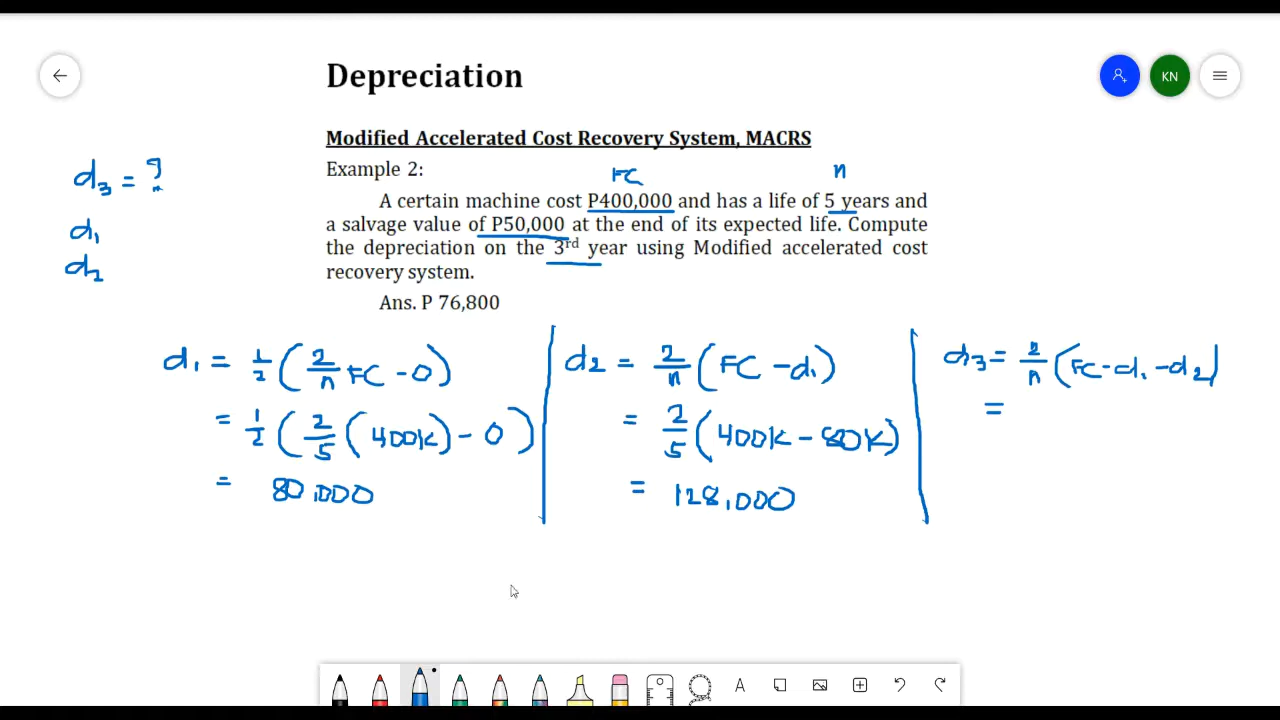 Depreciation
KN
Modified Accelerated Cost Recovery System, MACRS
Example 2:
FC n
A certain machine cost P400,000 and has a life of 5 years and
a salvage value of P50,000 at the end of its expected life. Compute
the depreciation on the 3rd year using Modified accelerated cost
recovery system.
Ans. P 76,800
d3 = ?
d1
d2
d1 = 1/2 ( 2/n FC - 0 )
= 1/2 ( 2/5 ( 400K ) - 0 )
= 80,000
d2 = 2/n ( FC - d1 )
= 2/5 ( 400K - 80K )
= 128,000
d3 = 2/n ( FC - d1 - d2 )
=
A